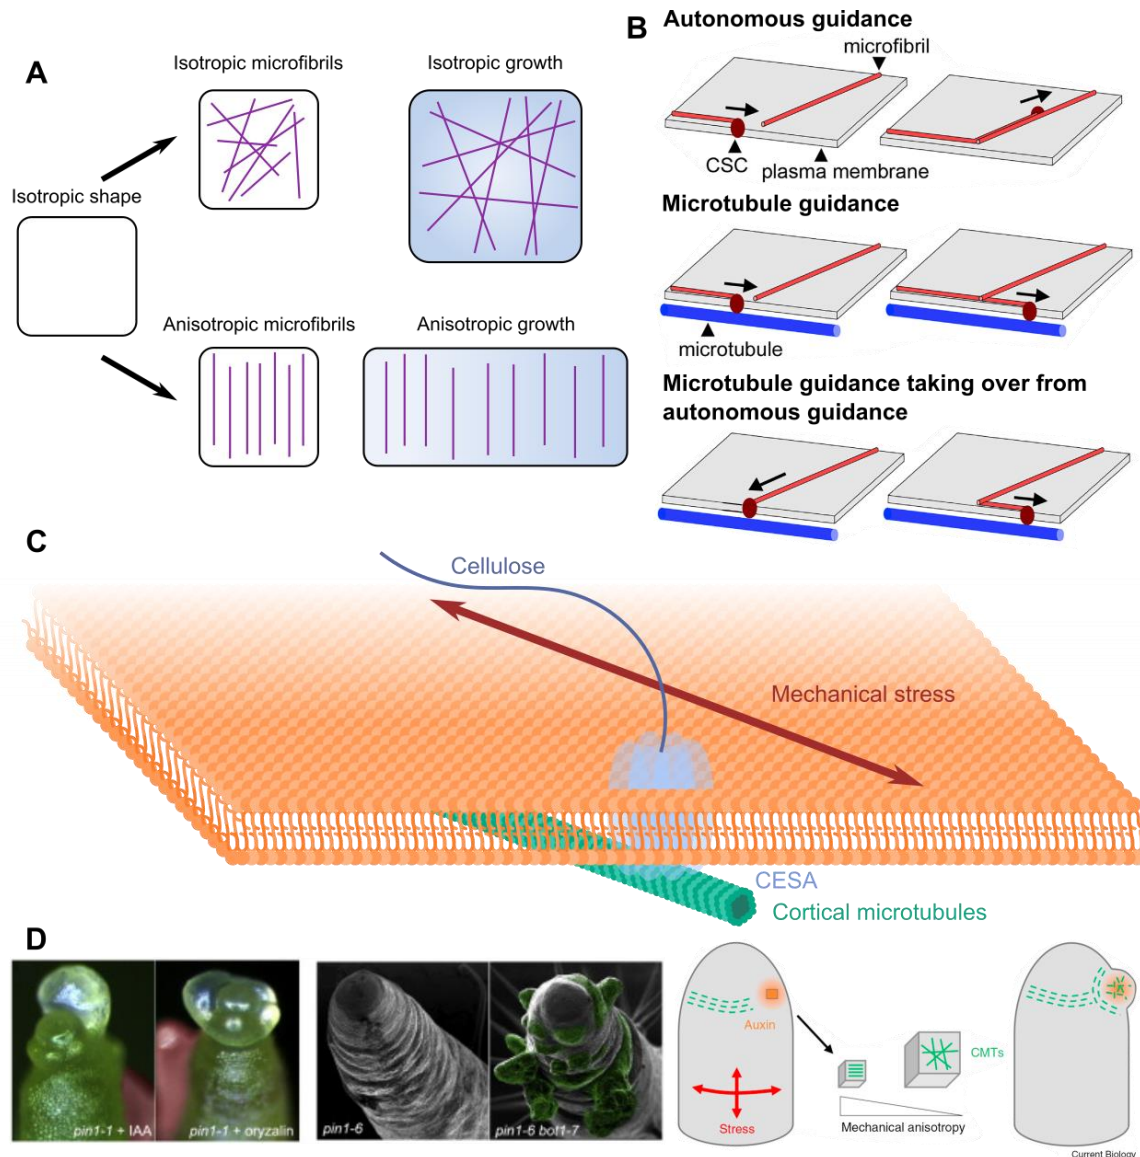 A
Isotropic microfibrils
Isotropic growth
Isotropic shape
Anisotropic microfibrils
Anisotropic growth
B
Autonomous guidance
microfibril
CSC
plasma membrane
Microtubule guidance
microtubule
Microtubule guidance taking over from
autonomous guidance
C
Cellulose
Mechanical stress
CESA
Cortical microtubules
D
pin1-1 + IAA
pin1-1 + oryzalin
pin1-6
pin1-6 bot1-7
Auxin
Stress
CMTs
Mechanical anisotropy
Current Biology